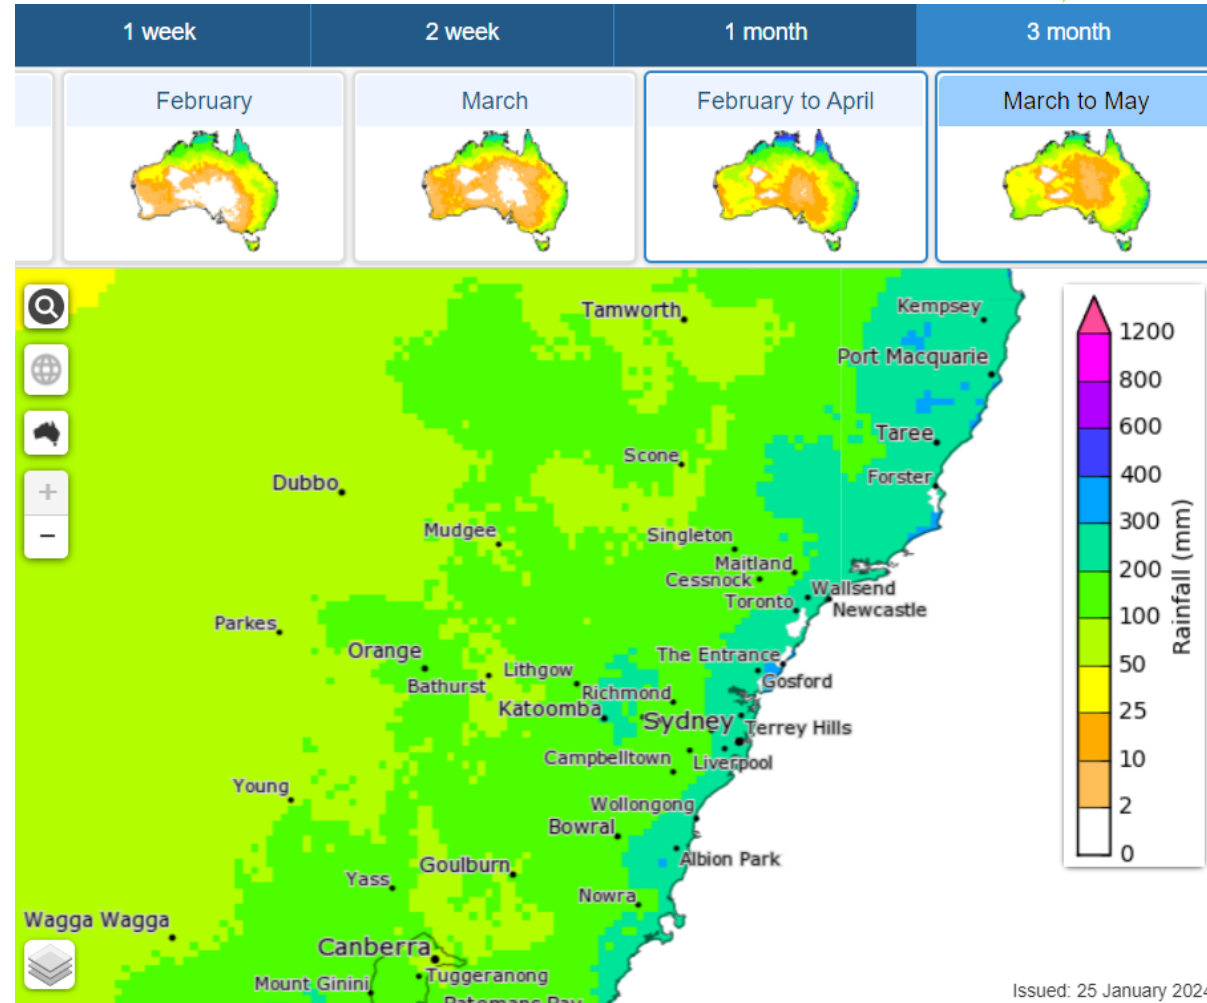 1 week 2 week 1 month 3 month
February March February to April March to May
Tamworth
Kempsey
Port Macquarie
Taree
Scone
Forster
Dubbo
Mudgee
Singleton
Maitland
Cessnock
Wallsend
Toronto
Newcastle
Parkes
Orange
The Entrance
Lithgow
Gosford
Bathurst
Richmond
Katoomba
Sydney
Terrey Hills
Campbelltown
Liverpool
Young
Wollongong
Bowral
Albion Park
Goulburn
Yass
Nowra
Wagga Wagga
Canberra
Tuggeranong
Mount Ginini
Batemans Bay
1200
800
600
400
300
200
100
50
25
10
2
0
Rainfall (mm)
Issued: 25 January 2024